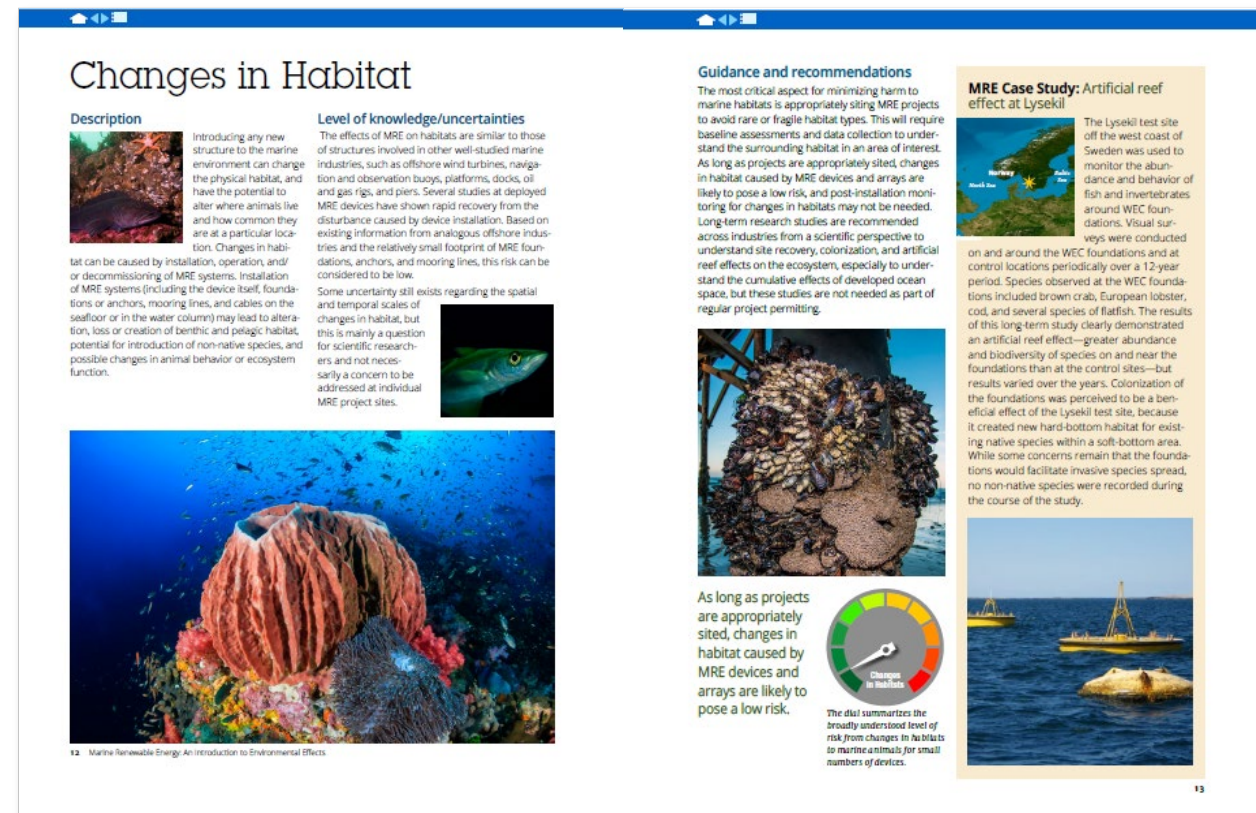 Changes in Habitat
Description
Introducing any new
structure to the marine
environment can change
the physical habitat, and
have the potential to
alter where animals live
and how common they
are at a particular loca-
tion. Changes in habi-
tat can be caused by installation, operation, and/
or decommissioning of MRE systems. Installation
of MRE systems (including the device itself, founda-
tions or anchors, mooring lines, and cables on the
seafloor or in the water column) may lead to altera-
tion, loss or creation of benthic and pelagic habitat,
potential for introduction of non-native species, and
possible changes in animal behavior or ecosystem
function.
Level of knowledge/uncertainties
The effects of MRE on habitats are similar to those
of structures involved in other well-studied marine
industries, such as offshore wind turbines, naviga-
tion and observation buoys, platforms, docks, oil
and gas rigs, and piers. Several studies at deployed
MRE devices have shown rapid recovery from the
disturbance caused by device installation. Based on
existing information from analogous offshore indus-
tries and the relatively small footprint of MRE foun-
dations, anchors, and mooring lines, this risk can be
considered to be low.
Some uncertainty still exists regarding the spatial
and temporal scales of
changes in habitat, but
this is mainly a question
for scientific research-
ers and not neces-
sarily a concern to be
addressed at individual
MRE project sites.
12 Marine Renewable Energy: An Introduction to Environmental Effects
Guidance and recommendations
The most critical aspect for minimizing harm to
marine habitats is appropriately siting MRE projects
to avoid rare or fragile habitat types. This will require
baseline assessments and data collection to under-
stand the surrounding habitat in an area of interest.
As long as projects are appropriately sited, changes
in habitat caused by MRE devices and arrays are
likely to pose a low risk, and post-installation moni-
toring for changes in habitats may not be needed.
Long-term research studies are recommended
across industries from a scientific perspective to
understand site recovery, colonization, and artificial
reef effects on the ecosystem, especially to under-
stand the cumulative effects of developed ocean
space, but these studies are not needed as part of
regular project permitting.
As long as projects
are appropriately
sited, changes in
habitat caused by
MRE devices and
arrays are likely to
pose a low risk.
Changes
in Habitats
The dial summarizes the
broadly understood level of
risk from changes in habitats
to marine animals for small
numbers of devices.
MRE Case Study: Artificial reef
effect at Lysekil
Norway
North Sea
Baltic
Sea
The Lysekil test site
off the west coast of
Sweden was used to
monitor the abun-
dance and behavior of
fish and invertebrates
around WEC foun-
dations. Visual sur-
veys were conducted
on and around the WEC foundations and at
control locations periodically over a 12-year
period. Species observed at the WEC founda-
tions included brown crab, European lobster,
cod, and several species of flatfish. The results
of this long-term study clearly demonstrated
an artificial reef effect—greater abundance
and biodiversity of species on and near the
foundations than at the control sites—but
results varied over the years. Colonization of
the foundations was perceived to be a ben-
eficial effect of the Lysekil test site, because
it created new hard-bottom habitat for exist-
ing native species within a soft-bottom area.
While some concerns remain that the founda-
tions would facilitate invasive species spread,
no non-native species were recorded during
the course of the study.
13